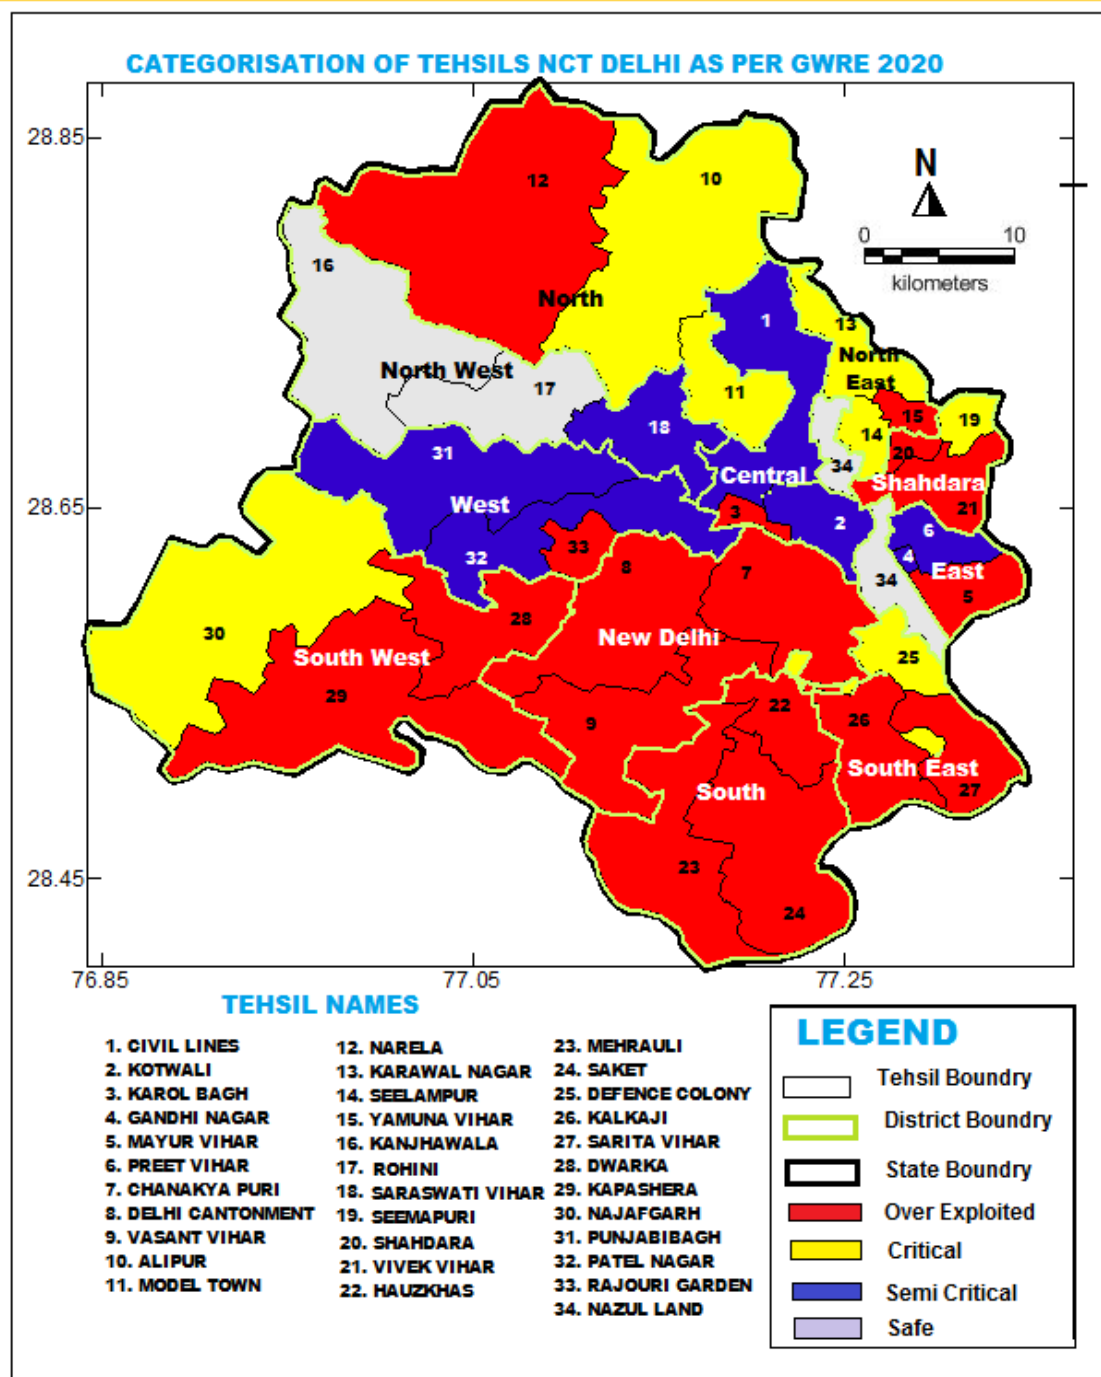 CATEGORISATION OF TEHSILS NCT DELHI AS PER GWRE 2020
28.85
12
10
N
0 10
kilometers
16
North
1
13
North
East
North West
17
11
15
19
18
14
31
20
34
Central
Shahdara
West
28.65
3
2
21
6
33
32
4
8
7
34
East
5
28
30
New Delhi
South West
25
29
22
9
26
South East
South
27
23
28.45
24
76.85 77.05 77.25
TEHSIL NAMES
1. CIVIL LINES
2. KOTWALI
3. KAROL BAGH
4. GANDHI NAGAR
5. MAYUR VIHAR
6. PREET VIHAR
7. CHANAKYA PURI
8. DELHI CANTONMENT
9. VASANT VIHAR
10. ALIPUR
11. MODEL TOWN
12. NARELA
13. KARAWAL NAGAR
14. SEELAMPUR
15. YAMUNA VIHAR
16. KANJHAWALA
17. ROHINI
18. SARASWATI VIHAR
19. SEEMAPURI
20. SHAHDARA
21. VIVEK VIHAR
22. HAUZKHAS
23. MEHRAULI
24. SAKET
25. DEFENCE COLONY
26. KALKAJI
27. SARITA VIHAR
28. DWARKA
29. KAPASHERA
30. NAJAFGARH
31. PUNJABIBAGH
32. PATEL NAGAR
33. RAJOURI GARDEN
34. NAZUL LAND
LEGEND
Tehsil Boundry
District Boundry
State Boundry
Over Exploited
Critical
Semi Critical
Safe